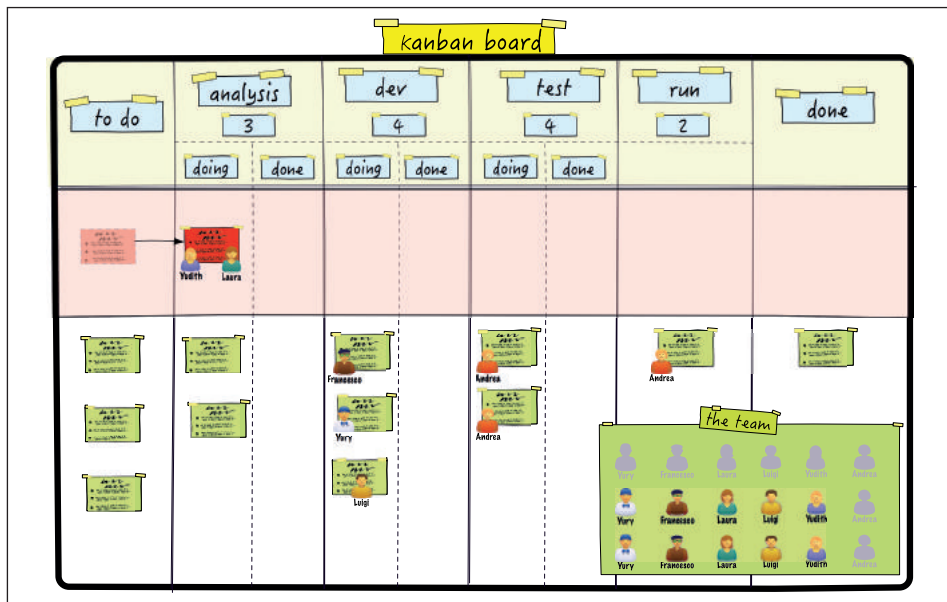 kanban board
to do
analysis
dev
test
run
done
3
4
4
2
doing
done
doing
done
doing
done
Yudith
Laura
Francesco
Andrea
Andrea
Yury
Andrea
Luigi
the team
Yury Francesco Laura Luigi Yudith Andrea
Yury Francesco Laura Luigi Yudith Andrea
Yury Francesco Laura Luigi Yudith Andrea